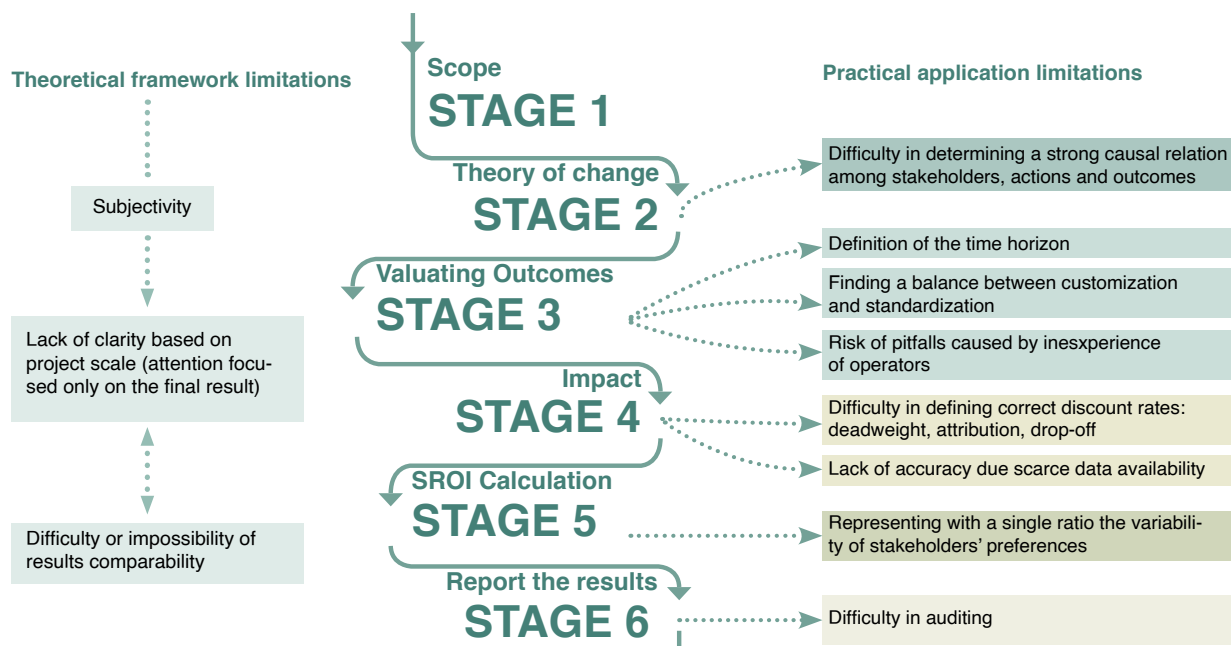 Theoretical framework limitations
Subjectivity
Lack of clarity based on
project scale (attention focu-
sed only on the final result)
Difficulty or impossibility of
results comparability
Scope
STAGE 1
Theory of change
STAGE 2
Valuating Outcomes
STAGE 3
Impact
STAGE 4
SROI Calculation
STAGE 5
Report the results
STAGE 6
Practical application limitations
Difficulty in determining a strong causal relation
among stakeholders, actions and outcomes
Definition of the time horizon
Finding a balance between customization
and standardization
Risk of pitfalls caused by inesxperience
of operators
Difficulty in defining correct discount rates:
deadweight, attribution, drop-off
Lack of accuracy due scarce data availability
Representing with a single ratio the variabili-
ty of stakeholders’ preferences
Difficulty in auditing